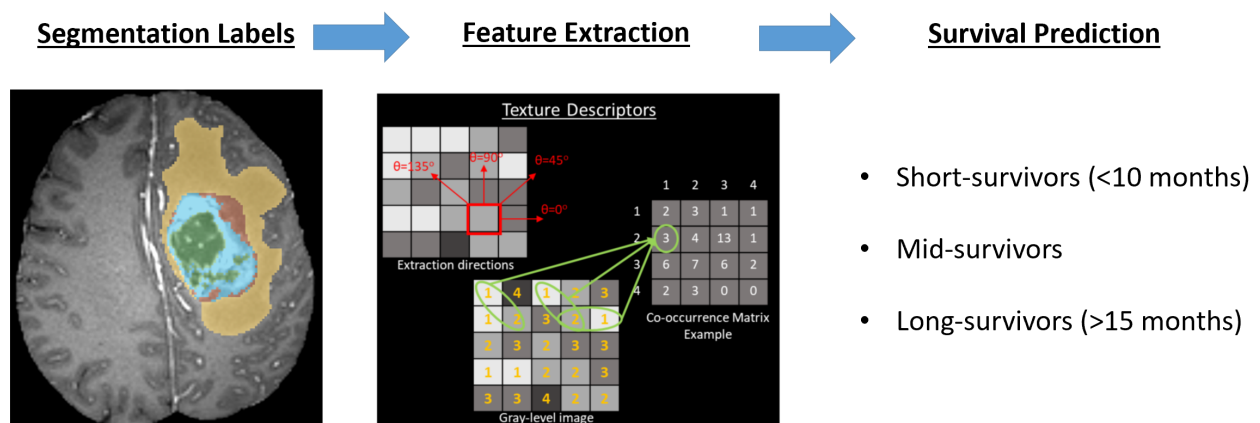 Segmentation Labels
Feature Extraction
Survival Prediction
Texture Descriptors
θ=135°
θ=90°
θ=45°
θ=0°
Extraction directions
1 2 3 4
1 2 3 1 1
2 3 4 13 1
3 6 7 6 2
4 2 3 0 0
Co-occurrence Matrix
Example
1 4 1 2 3
1 2 3 2 1
2 3 2 3 3
1 1 2 2 3
3 3 4 2 2
Gray-level image
• Short-survivors (<10 months)
• Mid-survivors
• Long-survivors (>15 months)